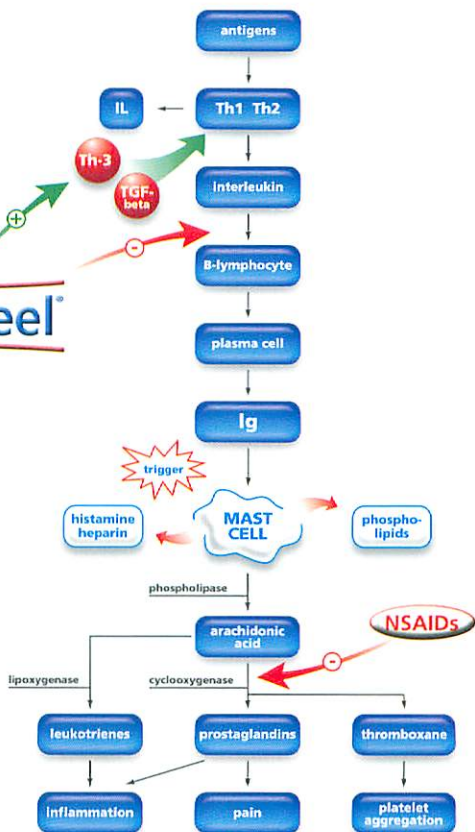 antigens
IL
Th1 Th2
Th-3
TGF-
beta
interleukin
+
-
B-lymphocyte
eel®
plasma cell
Ig
trigger
histamine
heparin
MAST
CELL
phospho-
lipids
phospholipase
arachidonic
acid
NSAIDs
-
lipoxygenase
cyclooxygenase
leukotrienes
prostaglandins
thromboxane
inflammation
pain
platelet
aggregation